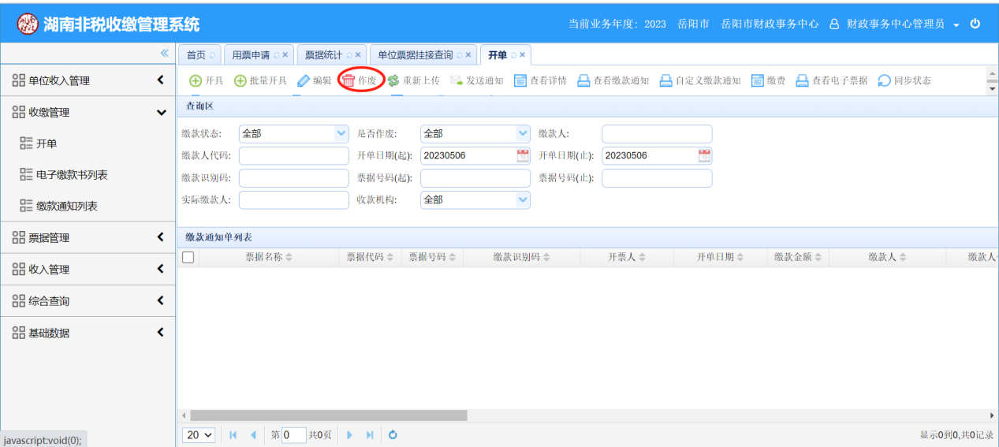 湖南非税收缴管理系统
当前业务年度: 2023 岳阳市 岳阳市财政事务中心 财政事务中心管理员
首页 用票申请 票据统计 单位票据挂接查询 开单
开具 批量开具 编辑 作废 重新上传 发送通知 查看详情 查看缴款通知 自定义缴款通知 缴费 查看电子票据 同步状态
单位收入管理
收缴管理
开单
电子缴款书列表
缴款通知列表
票据管理
收入管理
综合查询
基础数据
查询区
缴款状态: 全部 是否作废: 全部 缴款人:
缴款人代码: 开单日期(起): 20230506 开单日期(止): 20230506
缴款识别码: 票据号码(起): 票据号码(止):
实际缴款人: 收款机构: 全部
缴款通知单列表
票据名称 票据代码 票据号码 缴款识别码 开票人 开单日期 缴款金额 缴款人 缴款人
20 第 0 共0页 显示0到0,共0记录
javascript:void(0);